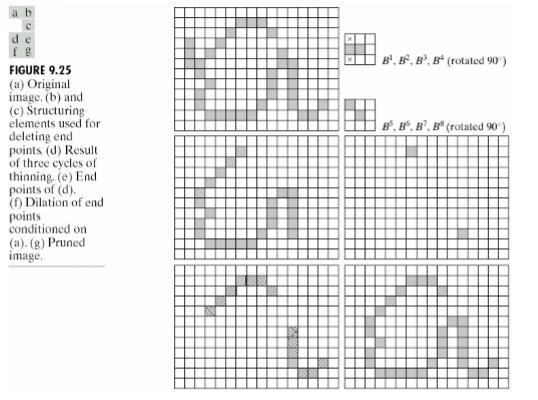 a b
c
d e
f g
FIGURE 9.25
(a) Original
image. (b) and
(c) Structuring
elements used for
deleting end
points. (d) Result
of three cycles of
thinning. (e) End
points of (d).
(f) Dilation of end
points
conditioned on
(a). (g) Pruned
image.
×
×
B¹, B², B³, B⁴ (rotated 90°)
B⁵, B⁶, B⁷, B⁸ (rotated 90°)